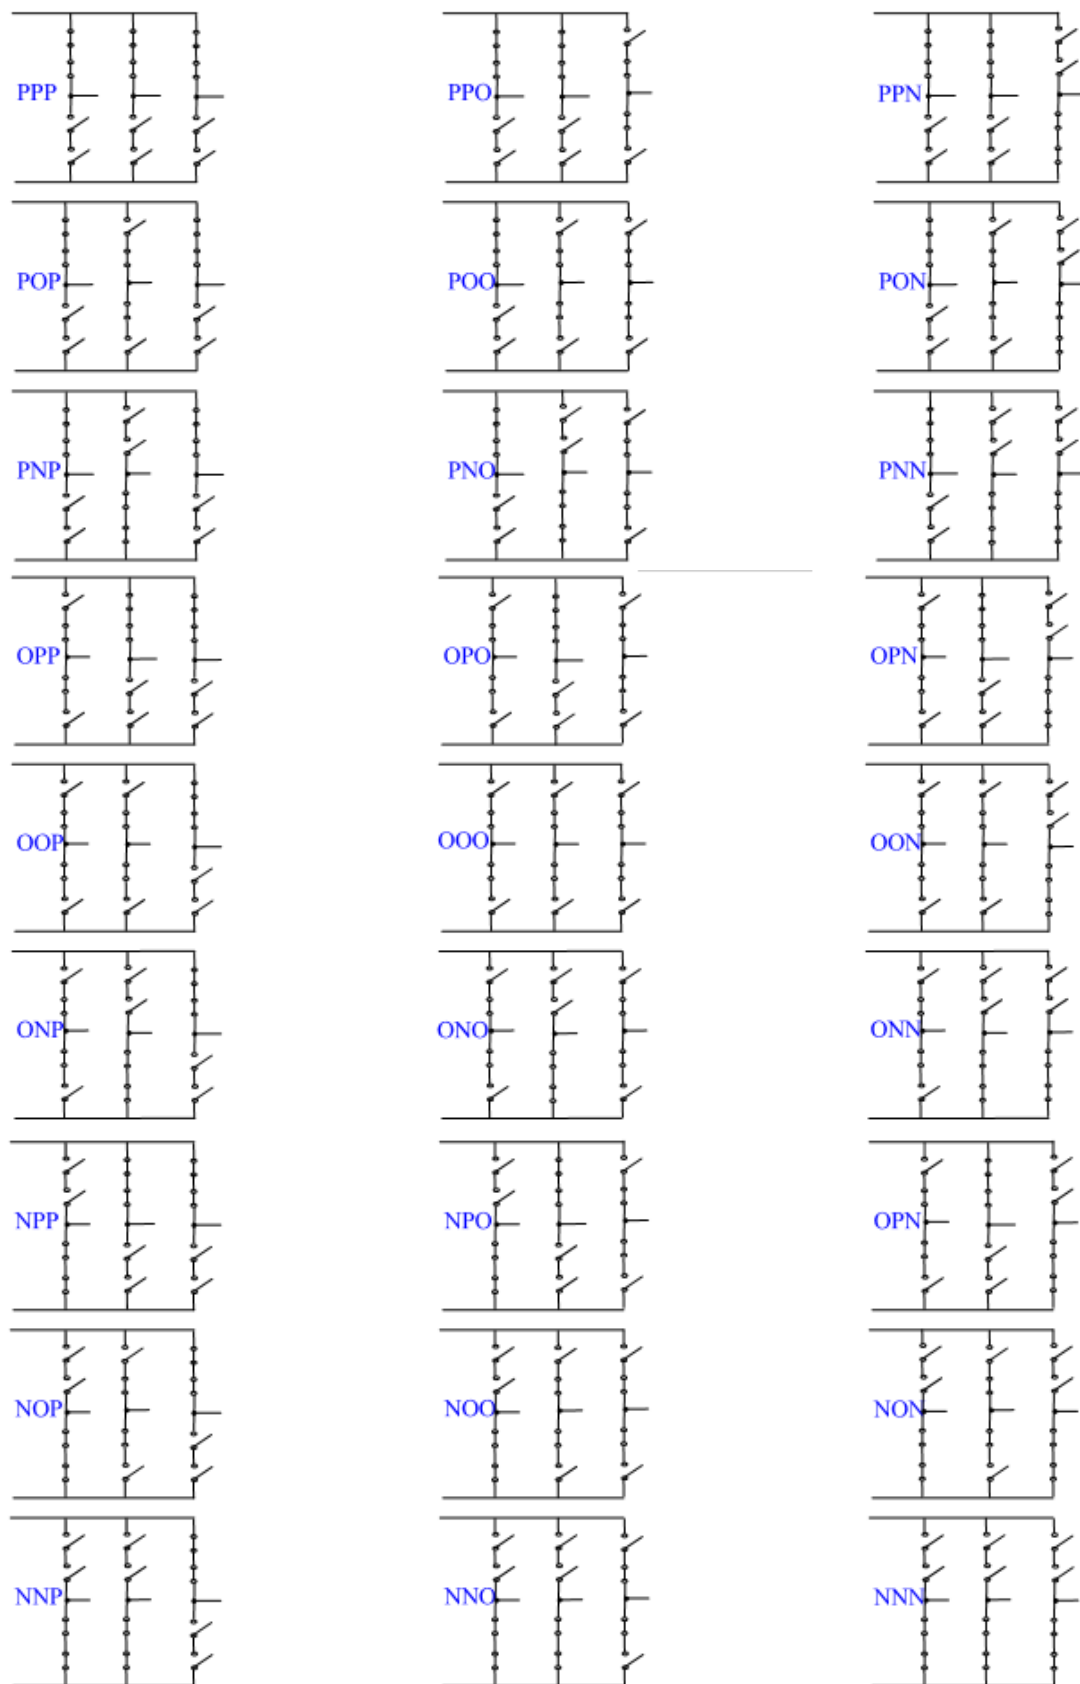 PPP PPO PPN
POP POO PON
PNP PNO PNN
OPP OPO OPN
OOP OOO OON
ONP ONO ONN
NPP NPO OPN
NOP NOO NON
NNP NNO NNN